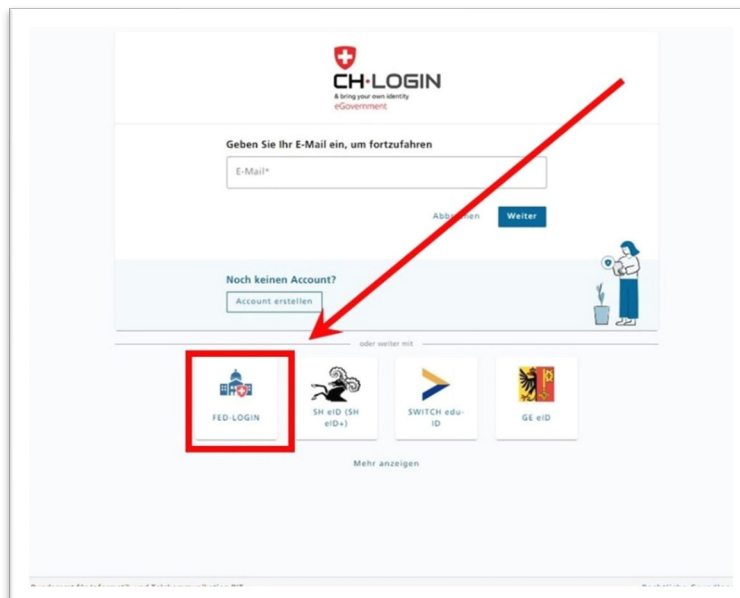 CH·LOGIN
& bring your own identity
eGovernment
Geben Sie Ihr E-Mail ein, um fortzufahren
E-Mail*
Weiter
Noch keinen Account?
Account erstellen
oder weiter mit
FED-LOGIN
SH eID (SH
eID+)
SWITCH edu-
ID
GE eID
Mehr anzeigen